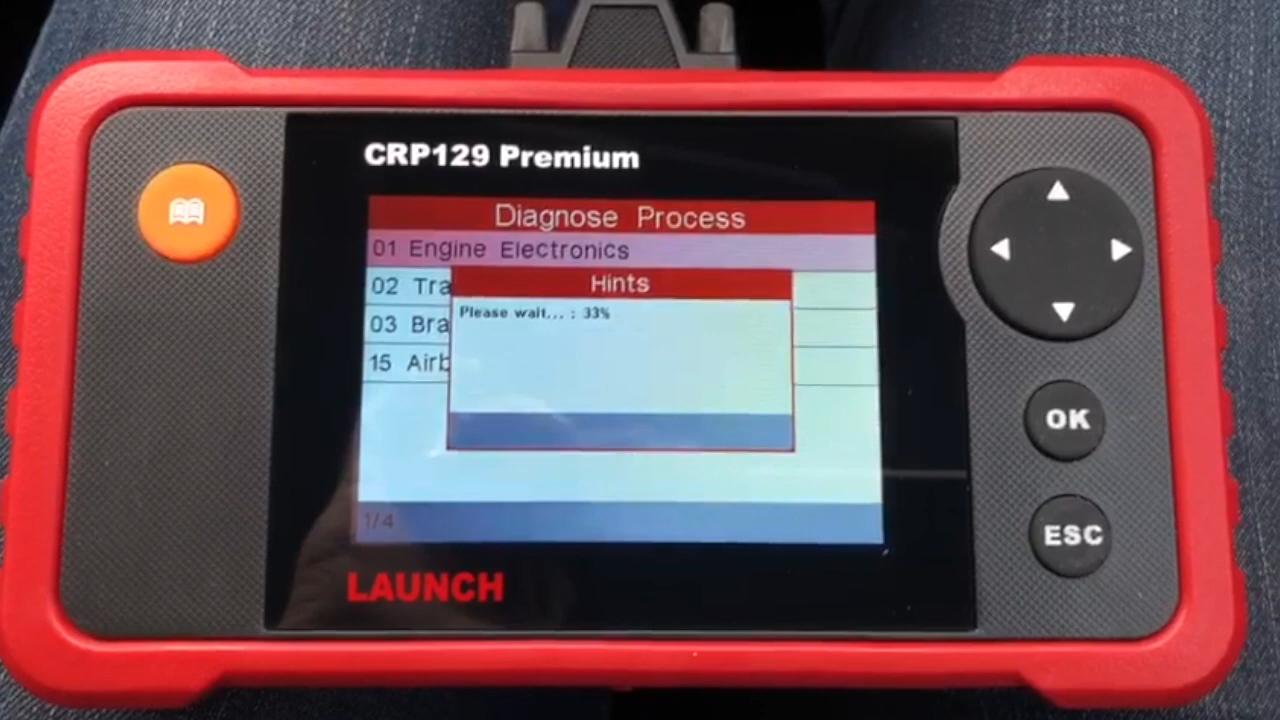 CRP129 Premium
Diagnose Process
01 Engine Electronics
02 Tra
Hints
Please wait... : 33%
03 Bra
15 Airb
1/4
LAUNCH
OK
ESC